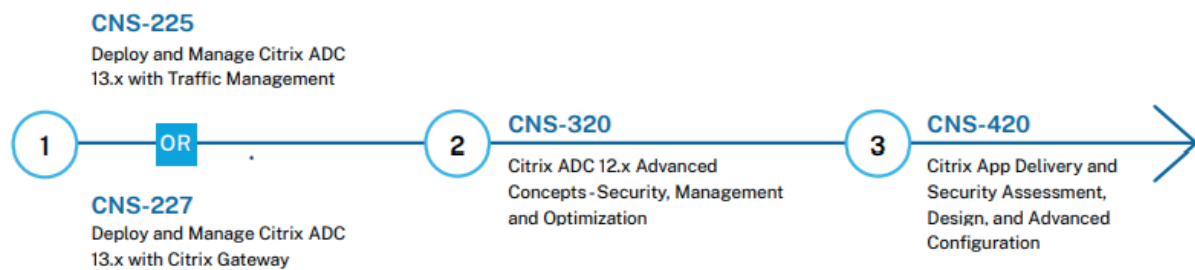 CNS-225
Deploy and Manage Citrix ADC
13.x with Traffic Management
1
OR
CNS-227
Deploy and Manage Citrix ADC
13.x with Citrix Gateway
2
CNS-320
Citrix ADC 12.x Advanced
Concepts - Security, Management
and Optimization
3
CNS-420
Citrix App Delivery and
Security Assessment,
Design, and Advanced
Configuration